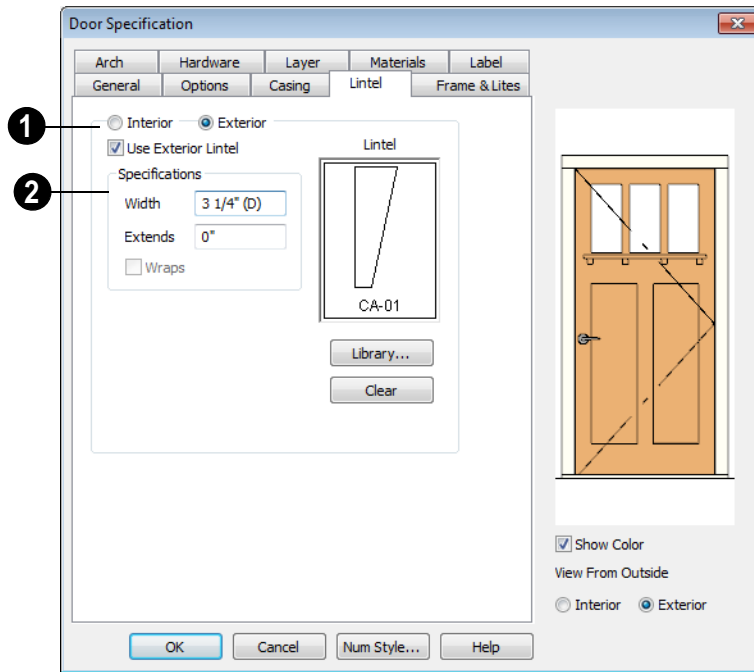 Door Specification
Arch Hardware Layer Materials Label
General Options Casing Lintel Frame & Lites
1 Interior Exterior
Use Exterior Lintel Lintel
2 Specifications
Width 3 1/4" (D)
Extends 0"
Wraps
CA-01
Library...
Clear
Show Color
View From Outside
Interior Exterior
OK Cancel Num Style... Help